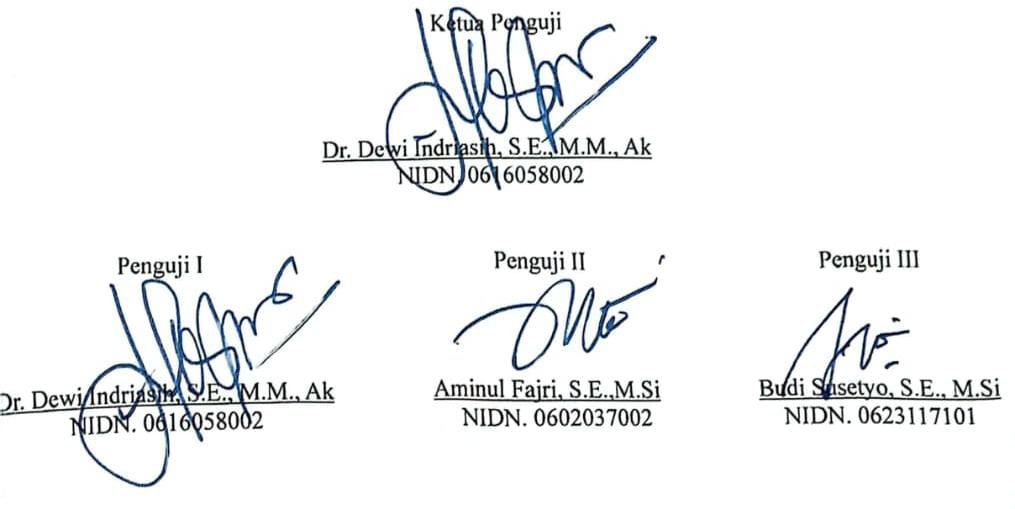 Ketua Penguji
Dr. Dewi Indriasih, S.E., M.M., Ak
NIDN. 0616058002
Penguji I
Penguji II
Penguji III
Dr. Dewi Indriasih, S.E., M.M., Ak
Aminul Fajri, S.E.,M.Si
Budi Susetyo, S.E., M.Si
NIDN. 0616058002
NIDN. 0602037002
NIDN. 0623117101